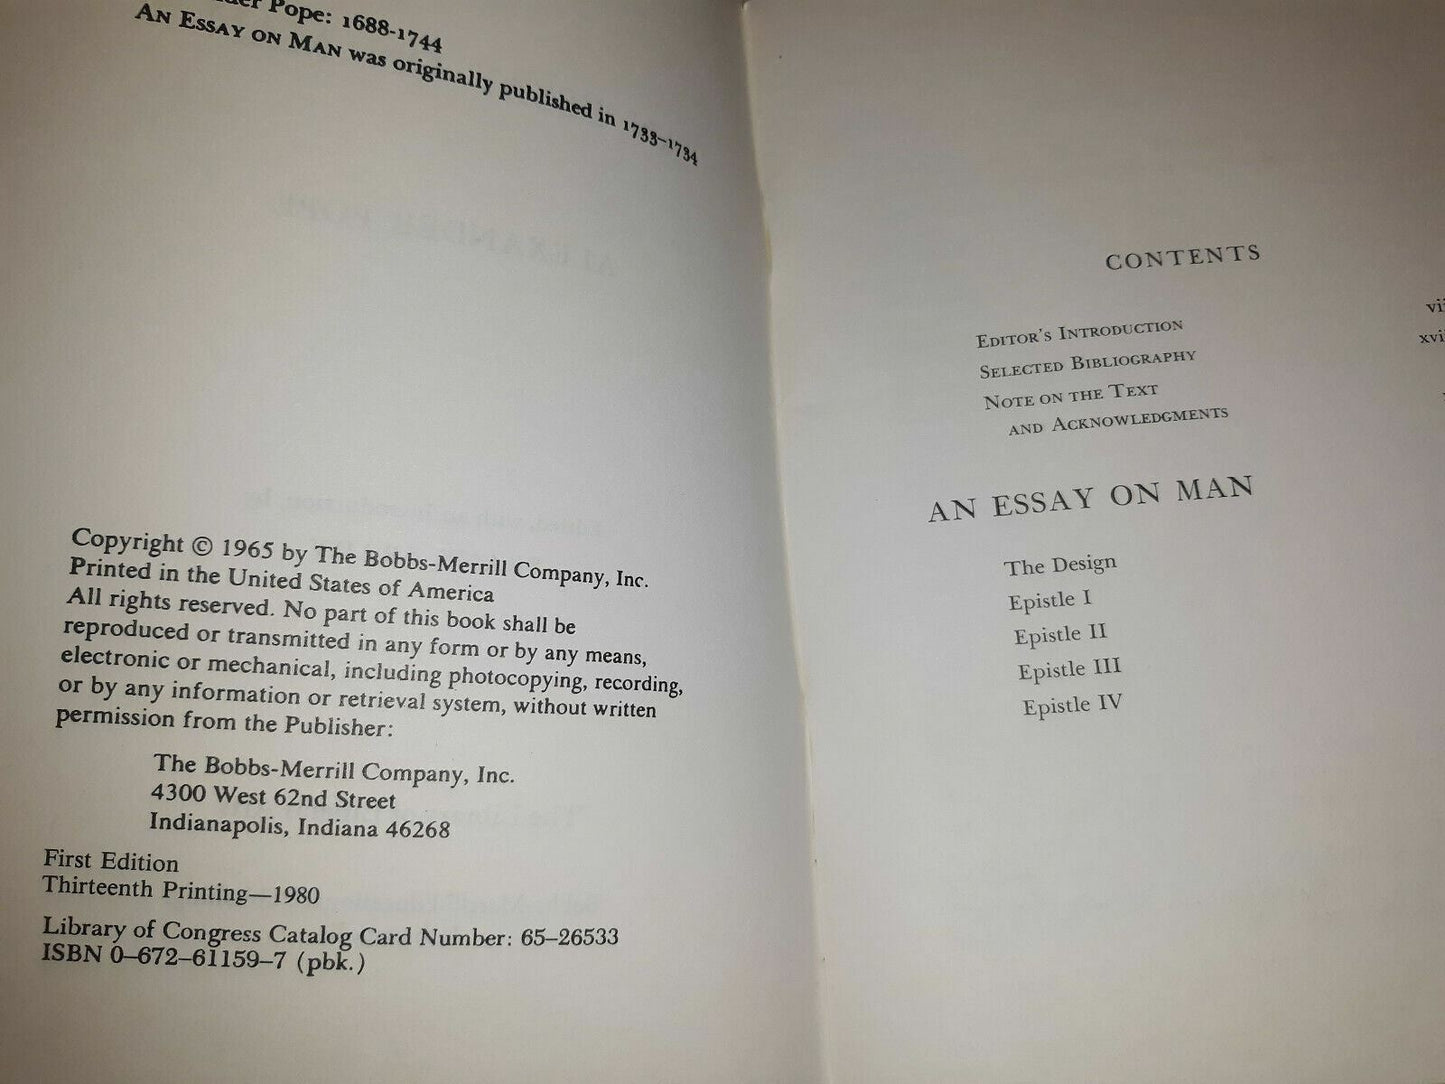 Pope: 1688-1744
An Essay on Man was originally published in 1733-1734
Copyright © 1965 by The Bobbs-Merrill Company, Inc.
Printed in the United States of America
All rights reserved. No part of this book shall be
reproduced or transmitted in any form or by any means,
electronic or mechanical, including photocopying, recording,
or by any information or retrieval system, without written
permission from the Publisher:
The Bobbs-Merrill Company, Inc.
4300 West 62nd Street
Indianapolis, Indiana 46268
First Edition
Thirteenth Printing—1980
Library of Congress Catalog Card Number: 65-26533
ISBN 0-672-61159-7 (pbk.)
CONTENTS
Editor's Introduction
Selected Bibliography
Note on the Text
and Acknowledgments
AN ESSAY ON MAN
The Design
Epistle I
Epistle II
Epistle III
Epistle IV